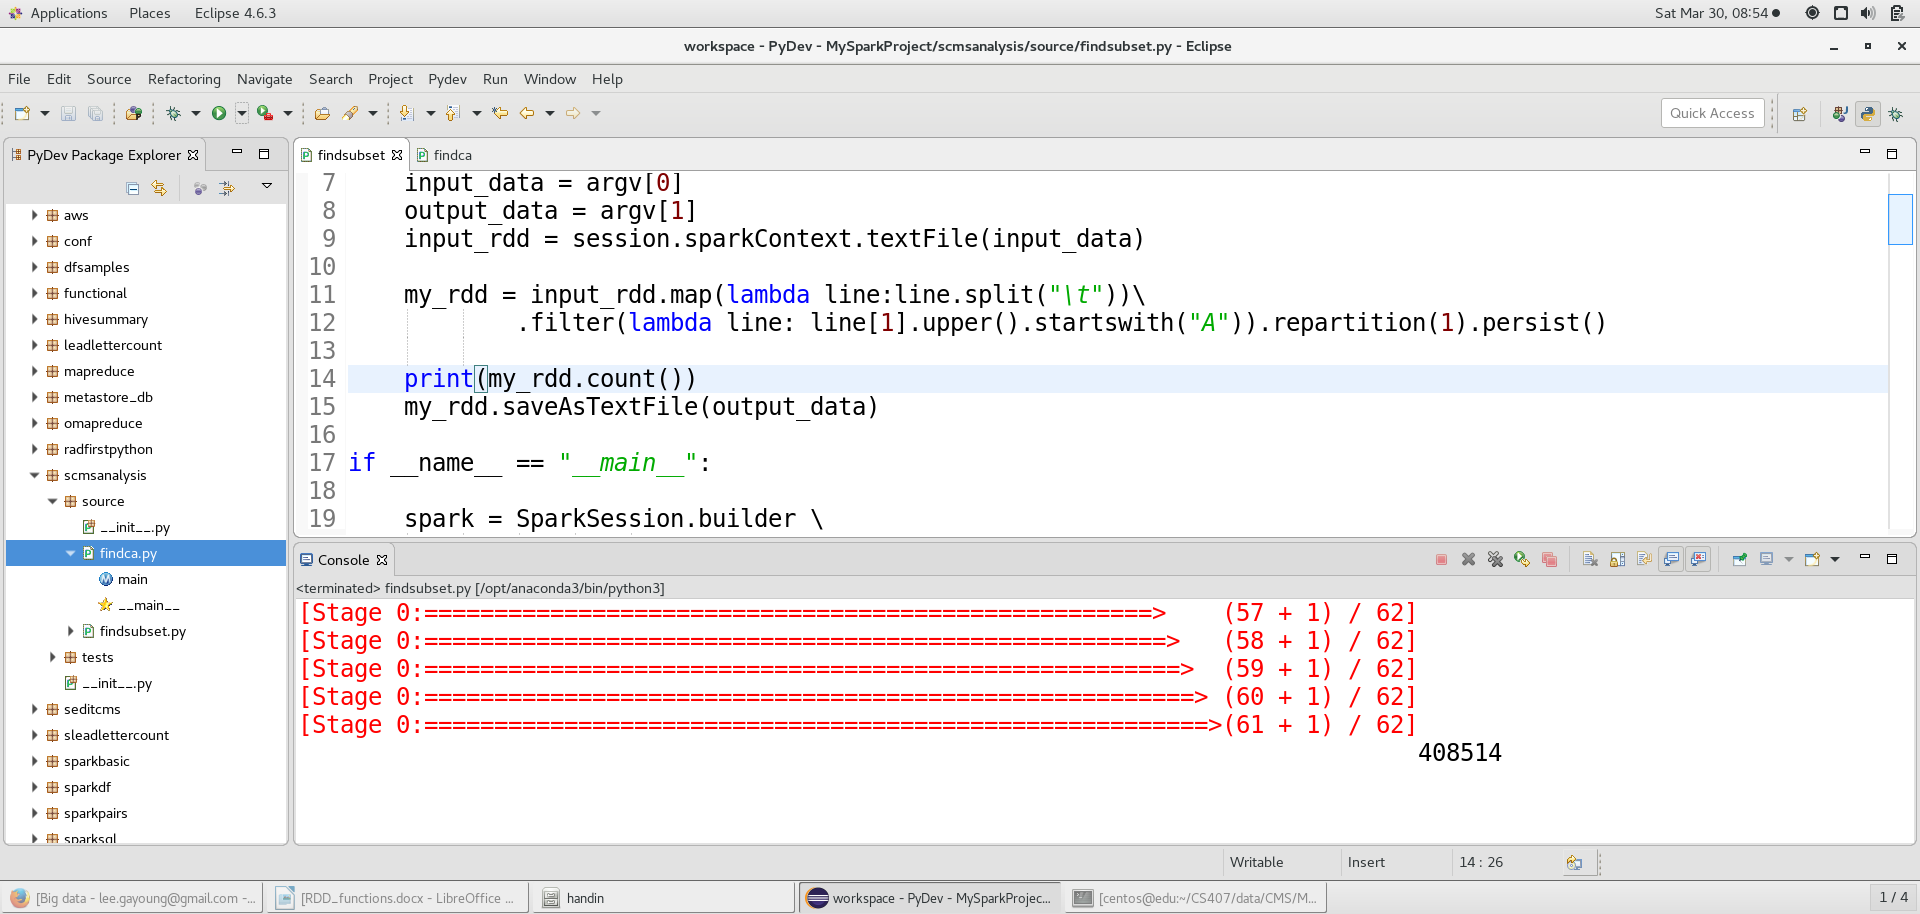 Applications Places Eclipse 4.6.3 Sat Mar 30, 08:54
workspace - PyDev - MySparkProject/scmsanalysis/source/findsubset.py - Eclipse
File Edit Source Refactoring Navigate Search Project Pydev Run Window Help
Quick Access
PyDev Package Explorer
aws
conf
dfsamples
functional
hivesummary
leadlettercount
mapreduce
metastore_db
omapreduce
radfirstpython
scmsanalysis
source
__init__.py
findca.py
main
__main__
findsubset.py
tests
__init__.py
seditcms
sleadlettercount
sparkbasic
sparkdf
sparkpairs
sparksql
findsubset findca
7 input_data = argv[0]
8 output_data = argv[1]
9 input_rdd = session.sparkContext.textFile(input_data)
10
11 my_rdd = input_rdd.map(lambda line:line.split("\t"))\
12 .filter(lambda line: line[1].upper().startswith("A")).repartition(1).persist()
13
14 print(my_rdd.count())
15 my_rdd.saveAsTextFile(output_data)
16
17 if __name__ == "__main__":
18
19 spark = SparkSession.builder \
Console
<terminated> findsubset.py [/opt/anaconda3/bin/python3]
[Stage 0:====================================================> (57 + 1) / 62]
[Stage 0:=====================================================> (58 + 1) / 62]
[Stage 0:======================================================> (59 + 1) / 62]
[Stage 0:=======================================================> (60 + 1) / 62]
[Stage 0:========================================================>(61 + 1) / 62]
408514
Writable Insert 14 : 26
[Big data - lee.gayoung@gmail.com -... [RDD_functions.docx - LibreOffice ... handin workspace - PyDev - MySparkProjec... [centos@edu:~/CS407/data/CMS/M... 1 / 4